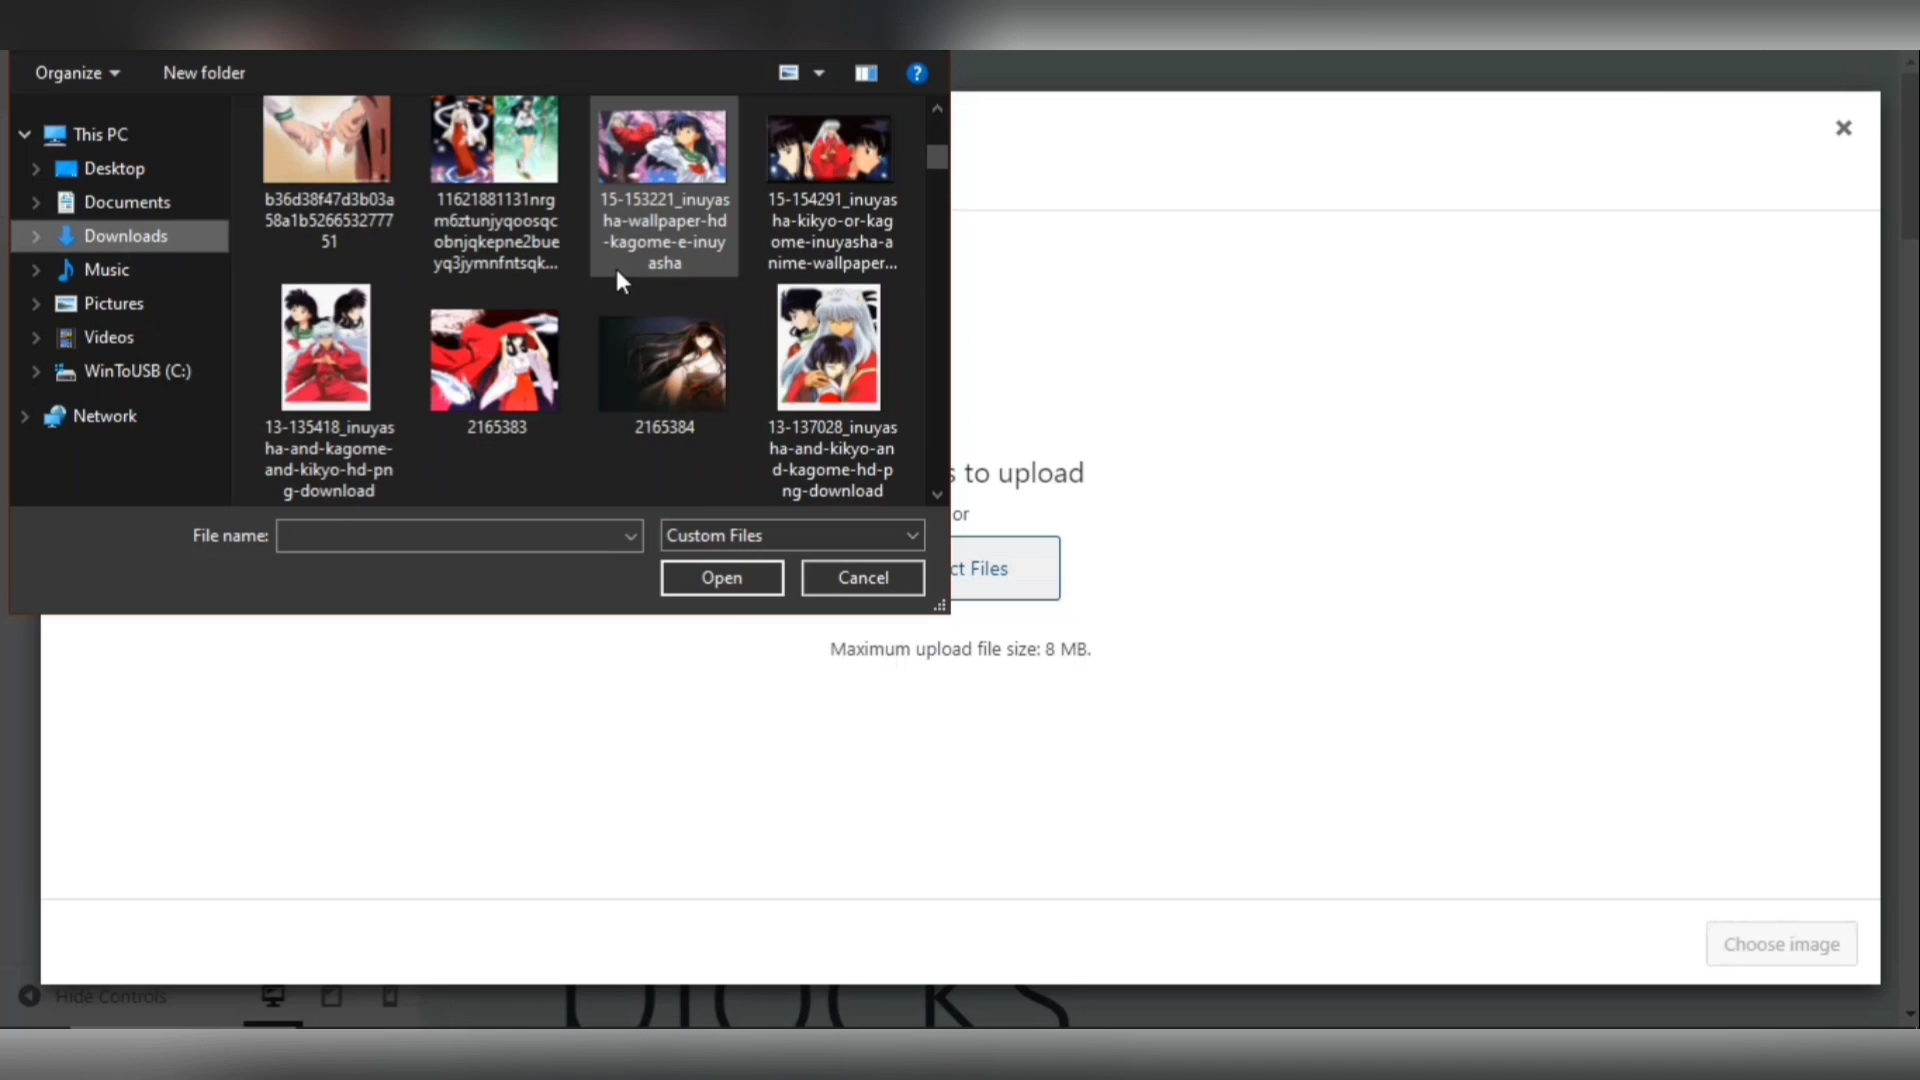 Organize
New folder
This PC
Desktop
Documents
Downloads
Music
Pictures
Videos
WinToUSB (C:)
Network
b36d38f47d3b03a
58a1b5266532777
51
11621881131nrg
m6ztunjyqoosqc
obnjqkepne2bue
yq3jymnfntsqk...
15-153221_inuyas
ha-wallpaper-hd
-kagome-e-inuy
asha
15-154291_inuyas
ha-kikyo-or-kag
ome-inuyasha-a
nime-wallpaper...
13-135418_inuyas
ha-and-kagome-
and-kikyo-hd-pn
g-download
2165383
2165384
13-137028_inuyas
ha-and-kikyo-an
d-kagome-hd-p
ng-download
File name:
Custom Files
Open
Cancel
s to upload
or
ct Files
Maximum upload file size: 8 MB.
Choose image
Hide Controls
blocks